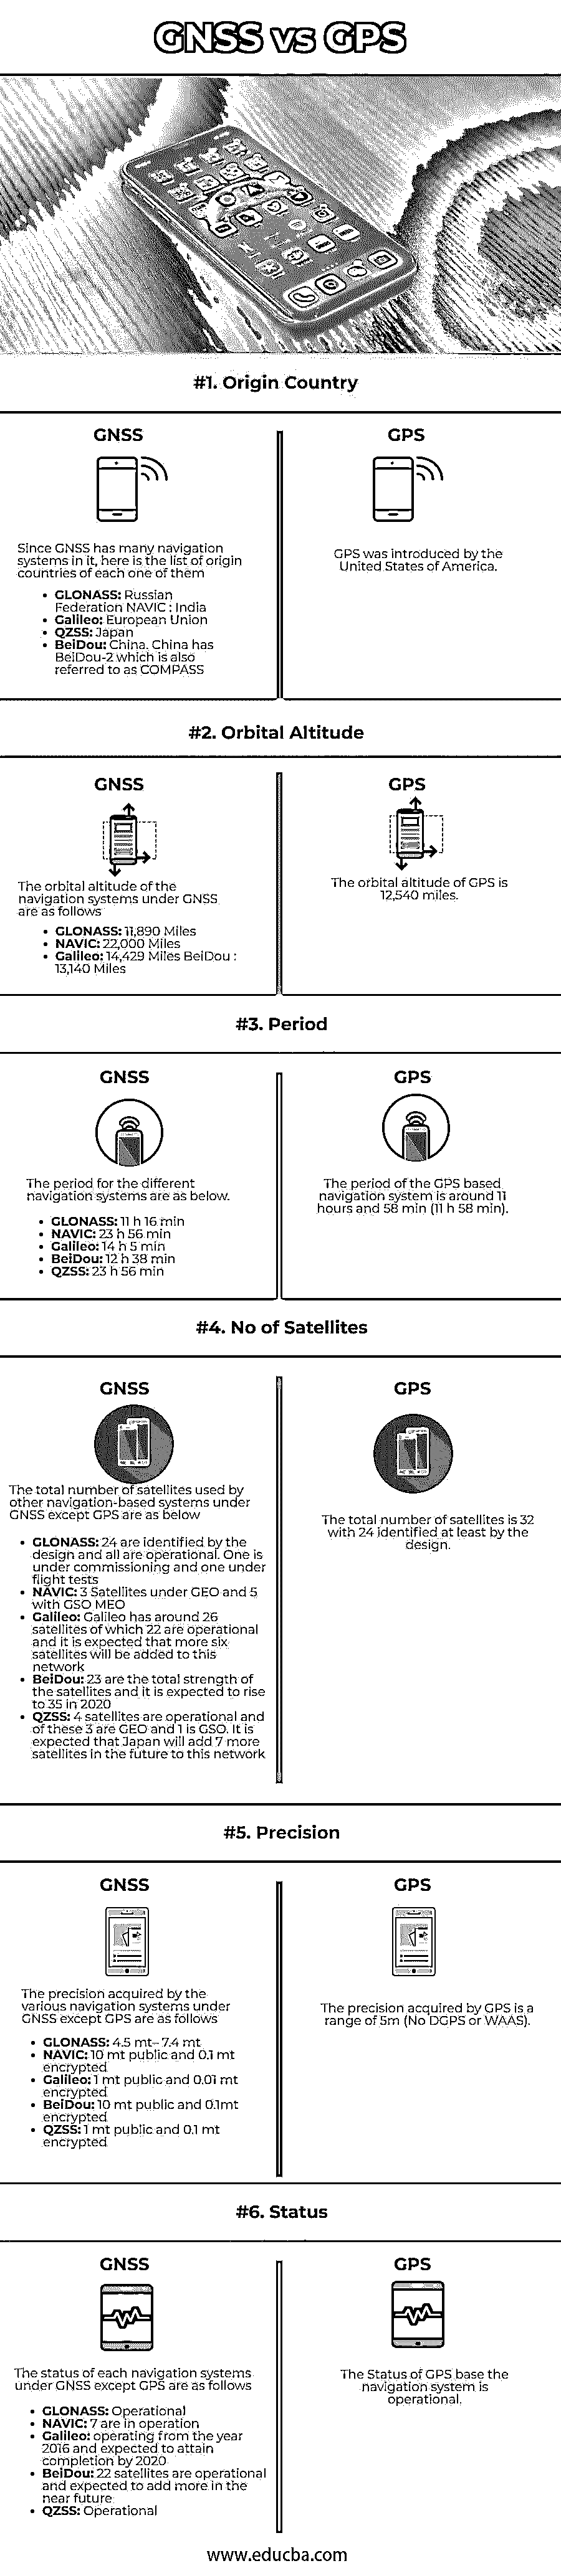 GNSS vs GPS
#1. Origin Country
GNSS
Since GNSS has many navigation
systems in it, here is the list of origin
countries of each one of them
• GLONASS: Russian
Federation NAVIC : India
• Galileo: European Union
• QZSS: Japan
• BeiDou: China. China has
BeiDou-2 which is also
referred to as COMPASS
GPS
GPS was introduced by the
United States of America.
#2. Orbital Altitude
GNSS
The orbital altitude of the
navigation systems under GNSS
are as follows
• GLONASS: 11,890 Miles
• NAVIC: 22,000 Miles
• Galileo: 14,429 Miles BeiDou :
13,140 Miles
GPS
The orbital altitude of GPS is
12,540 miles.
#3. Period
GNSS
The period for the different
navigation systems are as below.
• GLONASS: 11 h 16 min
• NAVIC: 23 h 56 min
• Galileo: 14 h 5 min
• BeiDou: 12 h 38 min
• QZSS: 23 h 56 min
GPS
The period of the GPS based
navigation system is around 11
hours and 58 min (11 h 58 min).
#4. No of Satellites
GNSS
The total number of satellites used by
other navigation-based systems under
GNSS except GPS are as below
• GLONASS: 24 are identified by the
design and all are operational. One is
under commissioning and one under
flight tests
• NAVIC: 3 Satellites under GEO and 5
with GSO MEO
• Galileo: Galileo has around 26
satellites of which 22 are operational
and it is expected that more six
satellites will be added to this
network
• BeiDou: 23 are the total strength of
the satellites and it is expected to rise
to 35 in 2020
• QZSS: 4 satellites are operational and
of these 3 are GEO and 1 is GSO. It is
expected that Japan will add 7 more
satellites in the future to this network
GPS
The total number of satellites is 32
with 24 identified at least by the
design.
#5. Precision
GNSS
The precision acquired by the
various navigation systems under
GNSS except GPS are as follows
• GLONASS: 4.5 mt– 7.4 mt
• NAVIC: 10 mt public and 0.1 mt
encrypted
• Galileo: 1 mt public and 0.01 mt
encrypted
• BeiDou: 10 mt public and 0.1mt
encrypted
• QZSS: 1 mt public and 0.1 mt
encrypted
GPS
The precision acquired by GPS is a
range of 5m (No DGPS or WAAS).
#6. Status
GNSS
The status of each navigation systems
under GNSS except GPS are as follows
• GLONASS: Operational
• NAVIC: 7 are in operation
• Galileo: operating from the year
2016 and expected to attain
completion by 2020
• BeiDou: 22 satellites are operational
and expected to add more in the
near future
• QZSS: Operational
GPS
The Status of GPS base the
navigation system is
operational.
www.educba.com